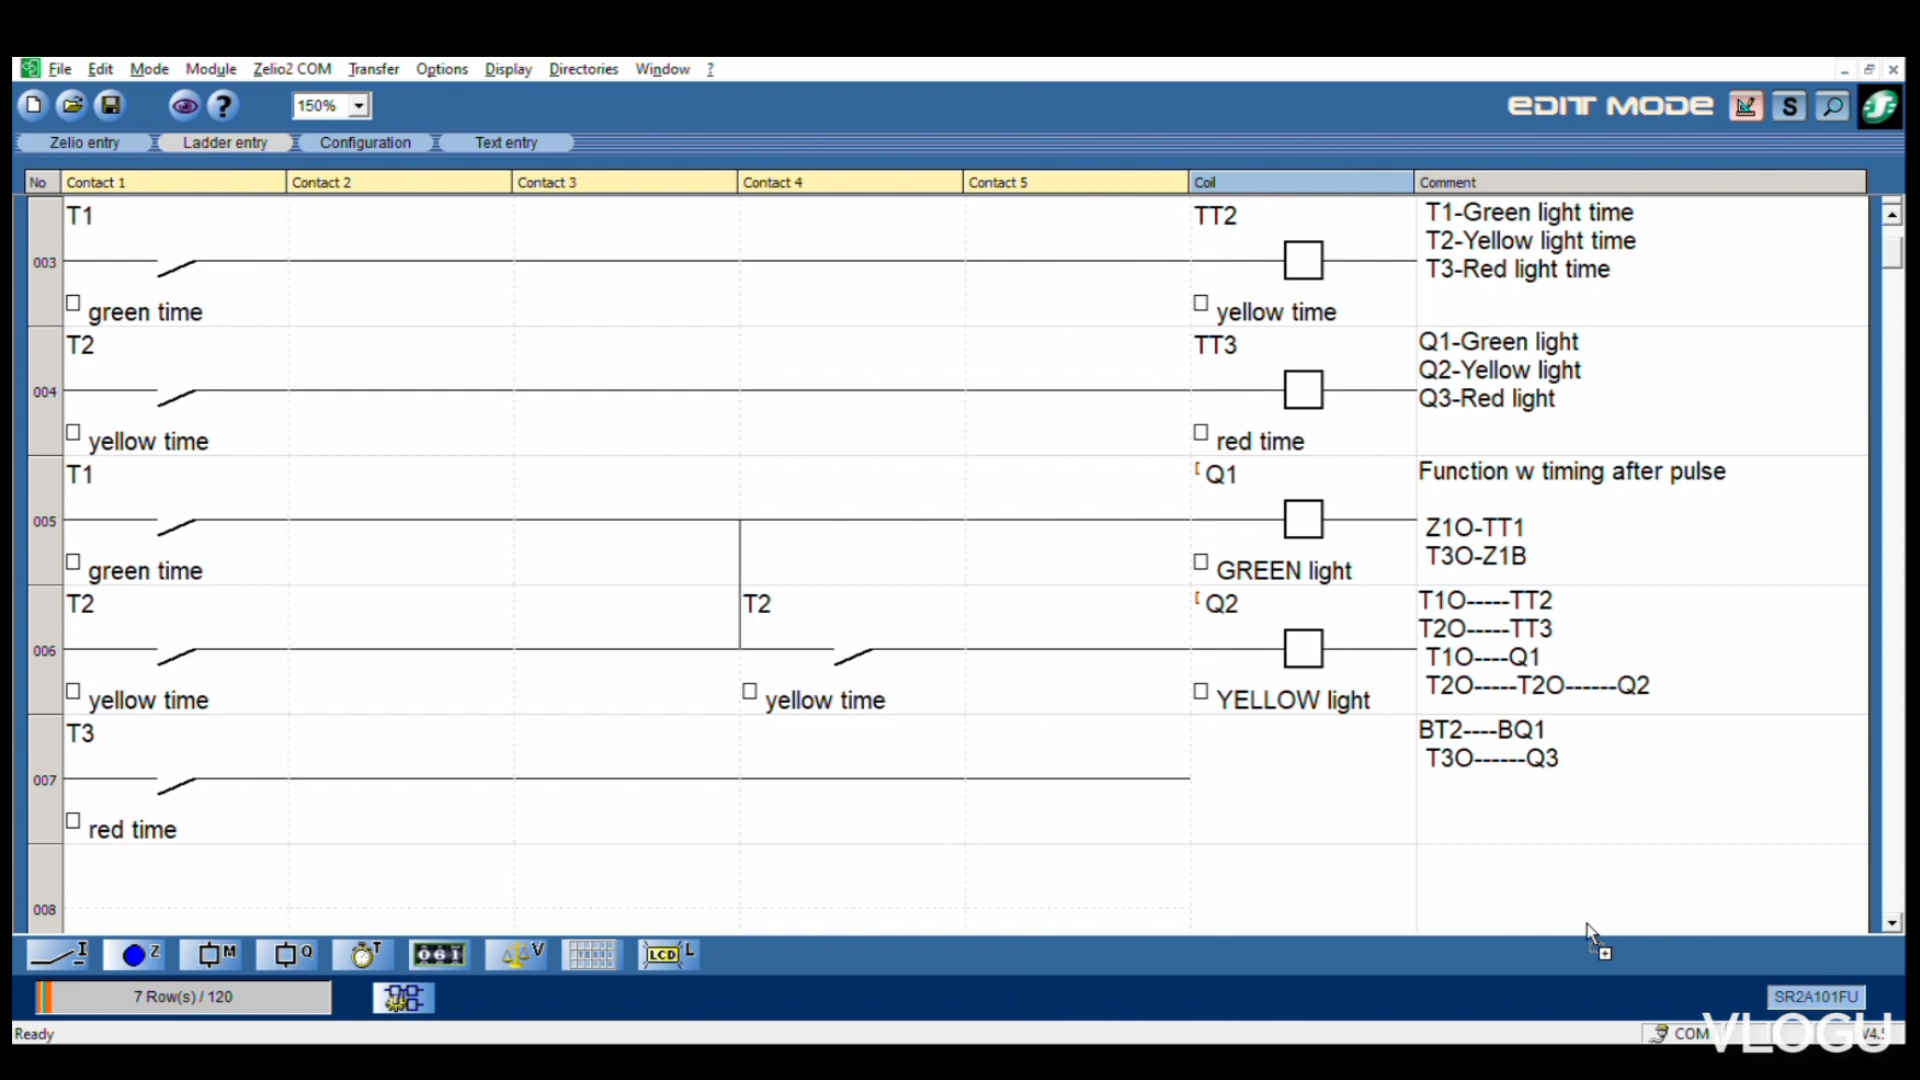 File Edit Mode Module Zelio2 COM Transfer Options Display Directories Window ?
150%
EDIT MODE
S
Zelio entry Ladder entry Configuration Text entry
No Contact 1 Contact 2 Contact 3 Contact 4 Contact 5 Coil Comment
T1 TT2 T1-Green light time
T2-Yellow light time
003 T3-Red light time
green time yellow time
T2 TT3 Q1-Green light
Q2-Yellow light
004 Q3-Red light
yellow time red time
T1 Q1 Function w timing after pulse
005 Z1O-TT1
T3O-Z1B
green time GREEN light
T2 T2 Q2 T1O-----TT2
T2O-----TT3
006 T1O----Q1
T2O-----T2O------Q2
yellow time yellow time YELLOW light
T3 BT2----BQ1
T3O------Q3
007
red time
008
I Z M Q T 061 V TEXT LCD L
7 Row(s) / 120
SR2A101FU
Ready COM
VLOGU